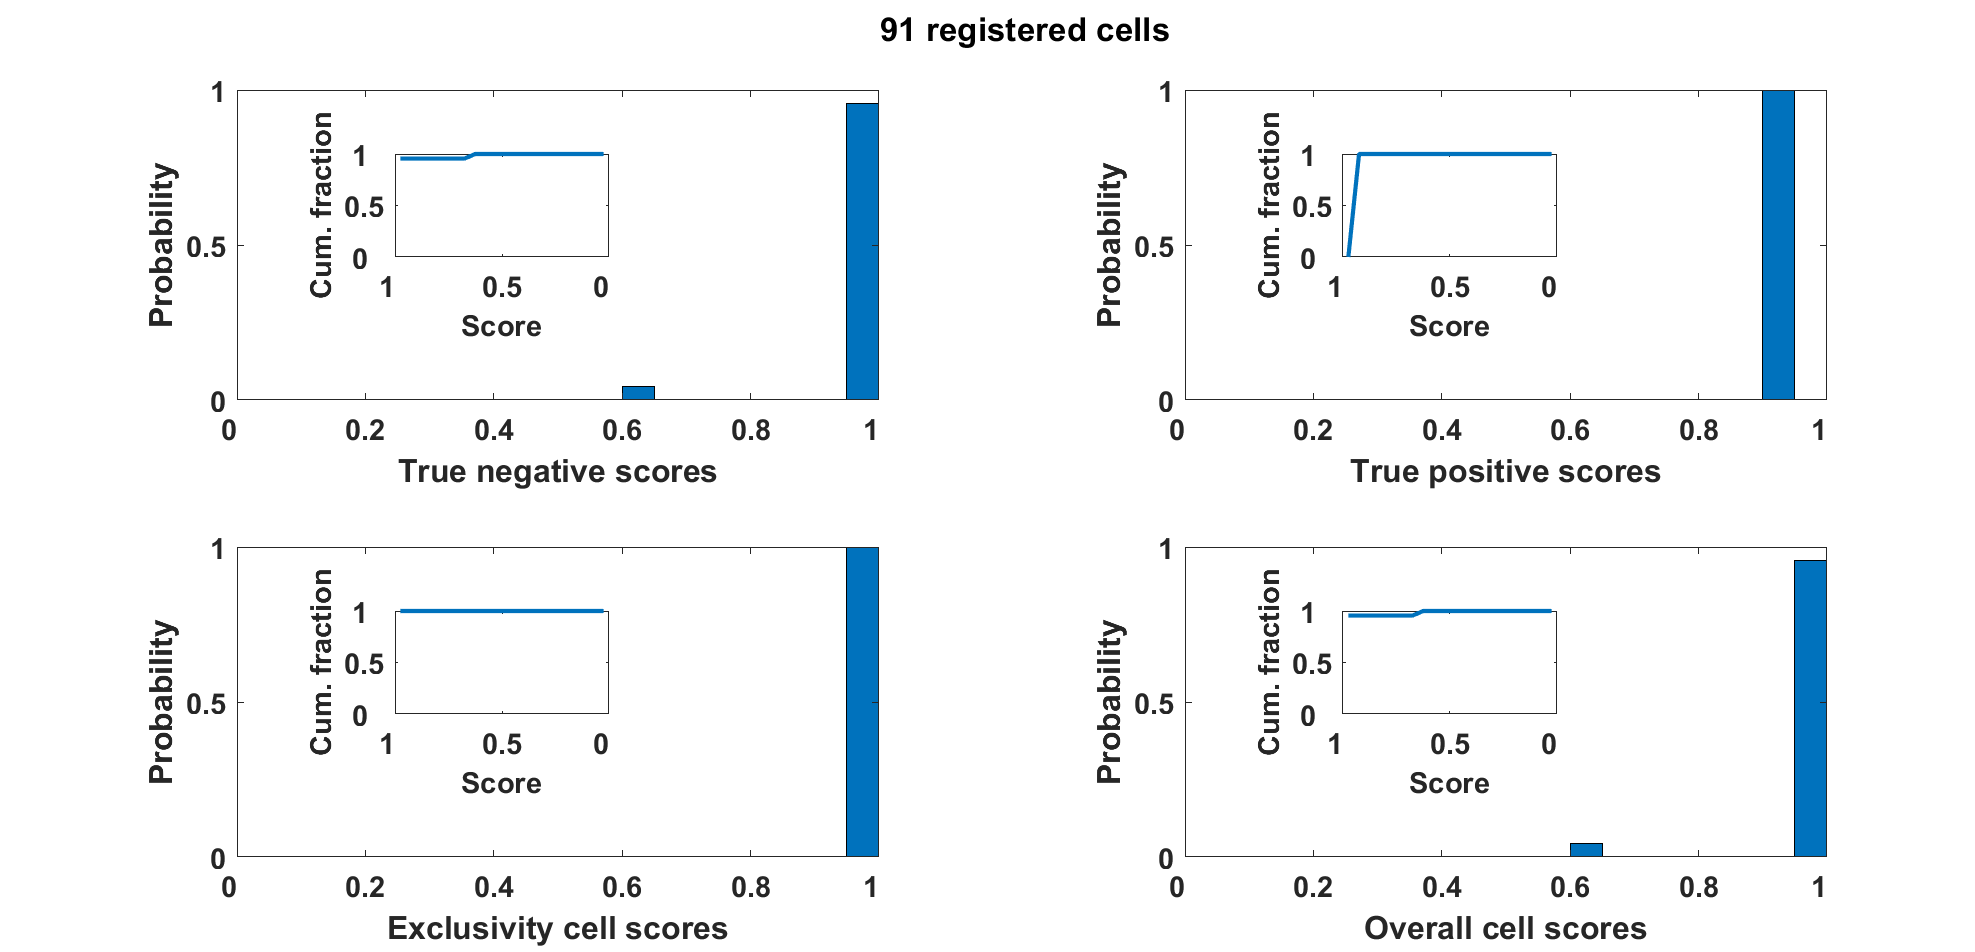 91 registered cells
1
0.5
0
Probability
0 0.2 0.4 0.6 0.8 1
True negative scores
1
0.5
0
Cum. fraction
1 0.5 0
Score
1
0.5
0
Probability
0 0.2 0.4 0.6 0.8 1
True positive scores
1
0.5
0
Cum. fraction
1 0.5 0
Score
1
0.5
0
Probability
0 0.2 0.4 0.6 0.8 1
Exclusivity cell scores
1
0.5
0
Cum. fraction
1 0.5 0
Score
1
0.5
0
Probability
0 0.2 0.4 0.6 0.8 1
Overall cell scores
1
0.5
0
Cum. fraction
1 0.5 0
Score